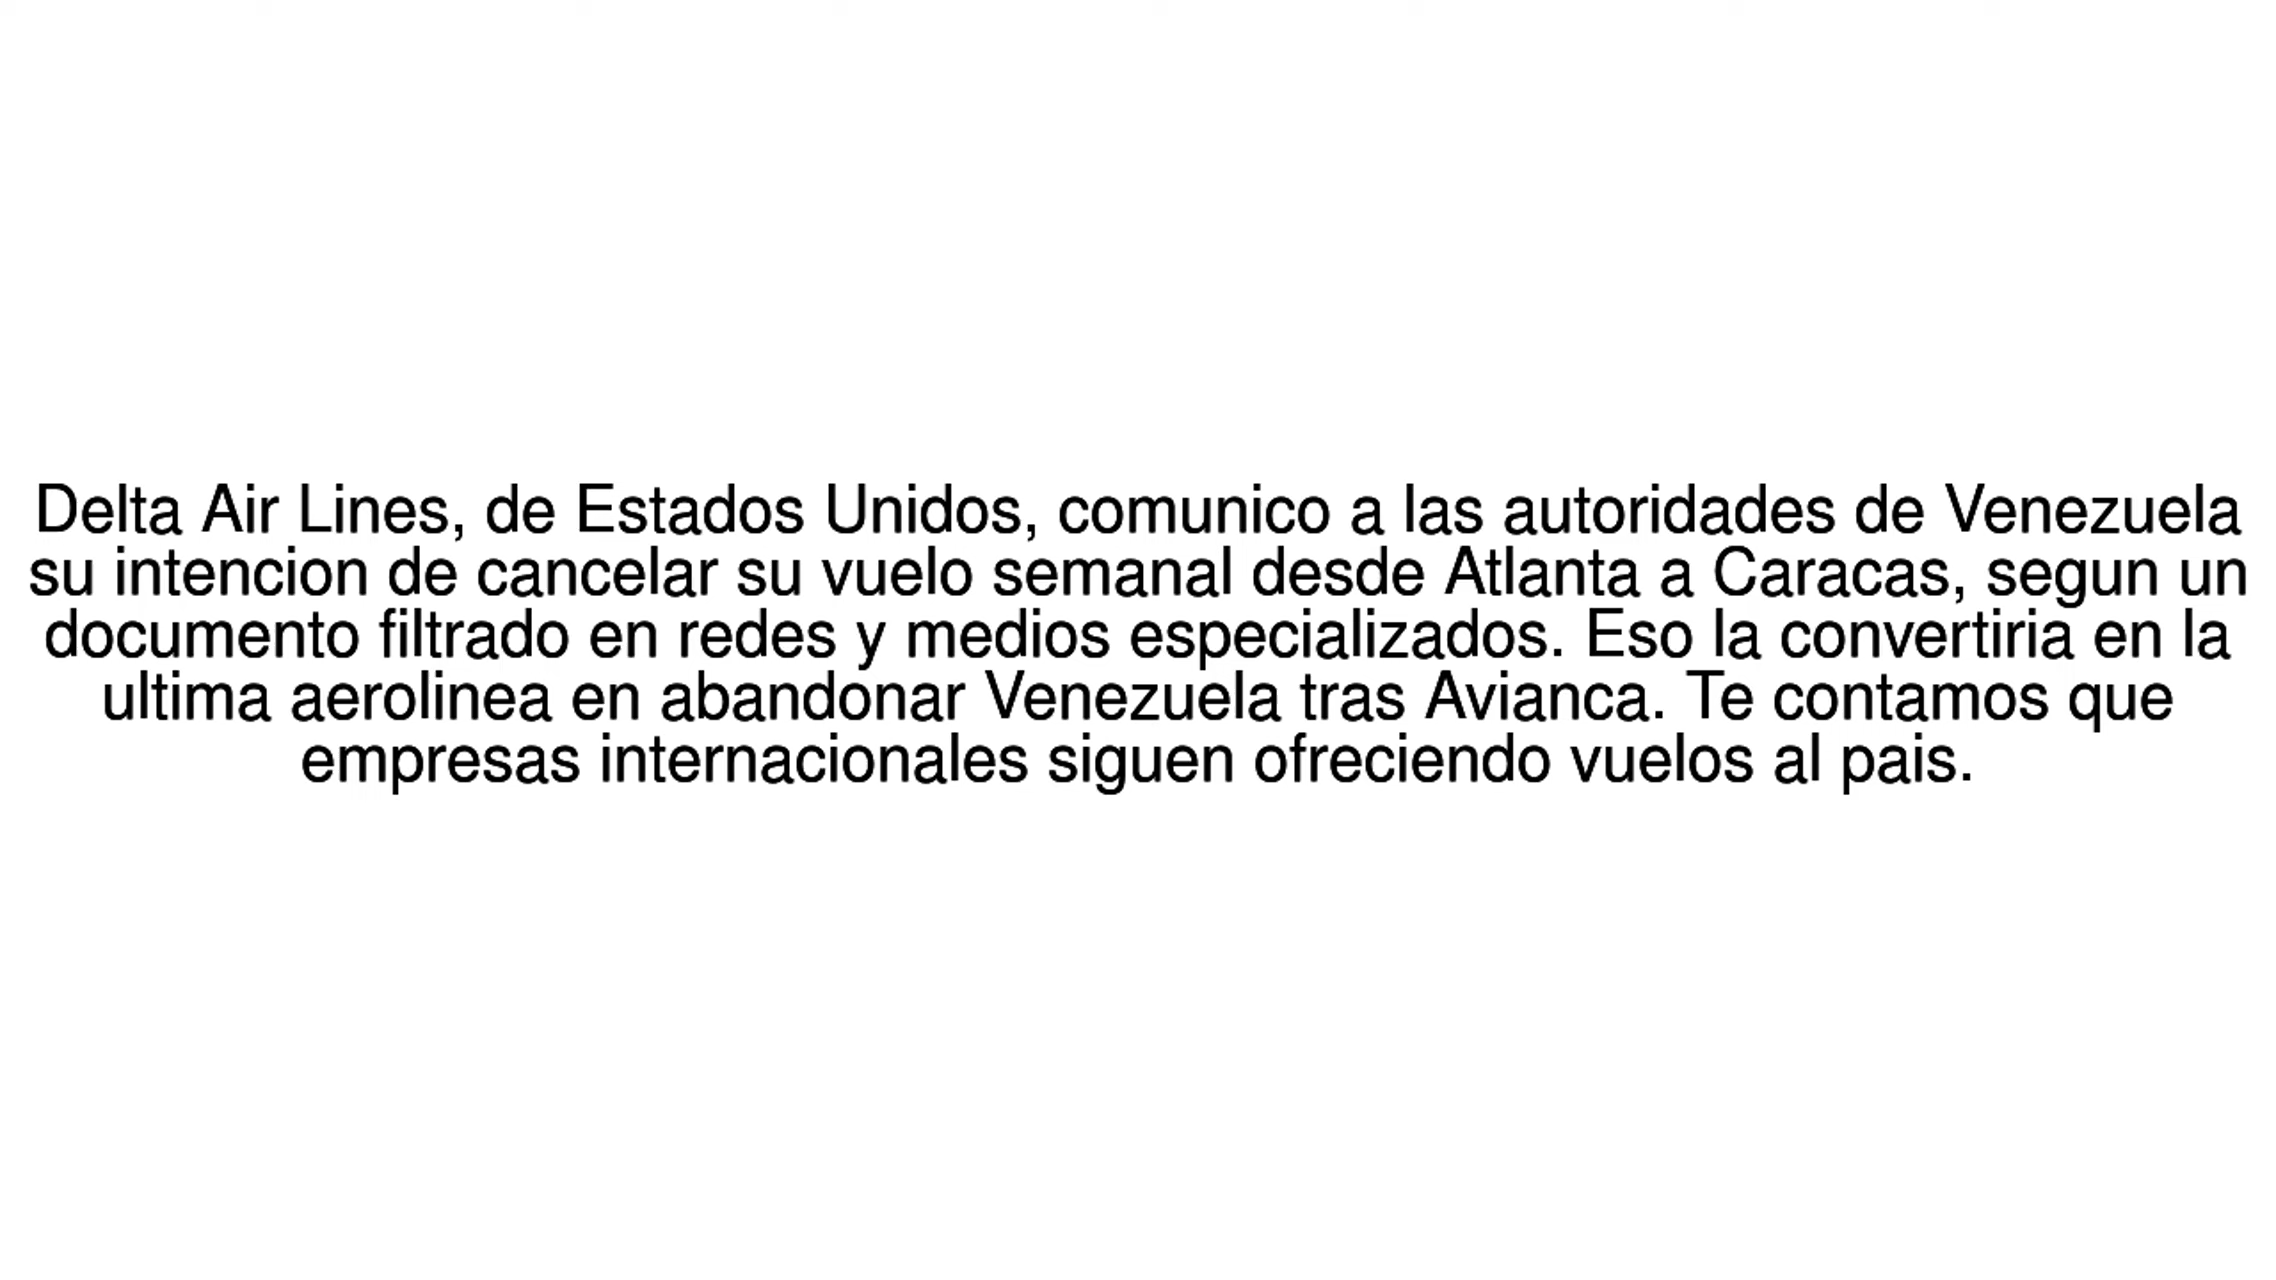 Delta Air Lines, de Estados Unidos, comunico a las autoridades de Venezuela
su intencion de cancelar su vuelo semanal desde Atlanta a Caracas, segun un
documento filtrado en redes y medios especializados. Eso la convertiria en la
ultima aerolinea en abandonar Venezuela tras Avianca. Te contamos que
empresas internacionales siguen ofreciendo vuelos al pais.